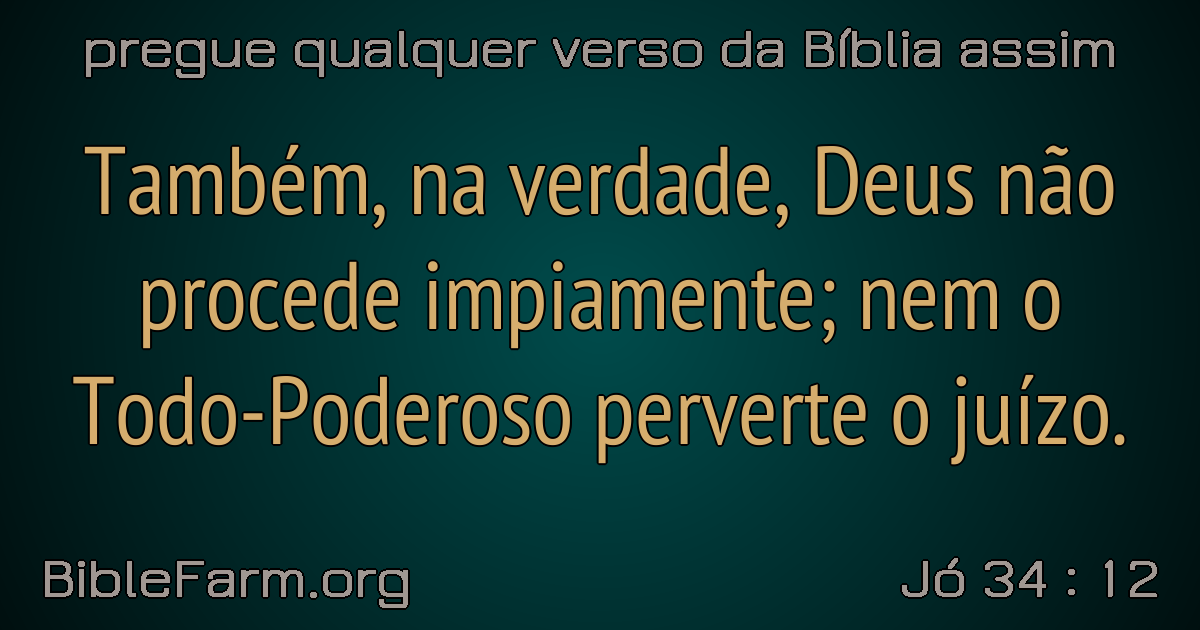 pregue qualquer verso da Bíblia assim
Também, na verdade, Deus não
procede impiamente; nem o
Todo-Poderoso perverte o juízo.
BibleFarm.org
Jó 34 : 12